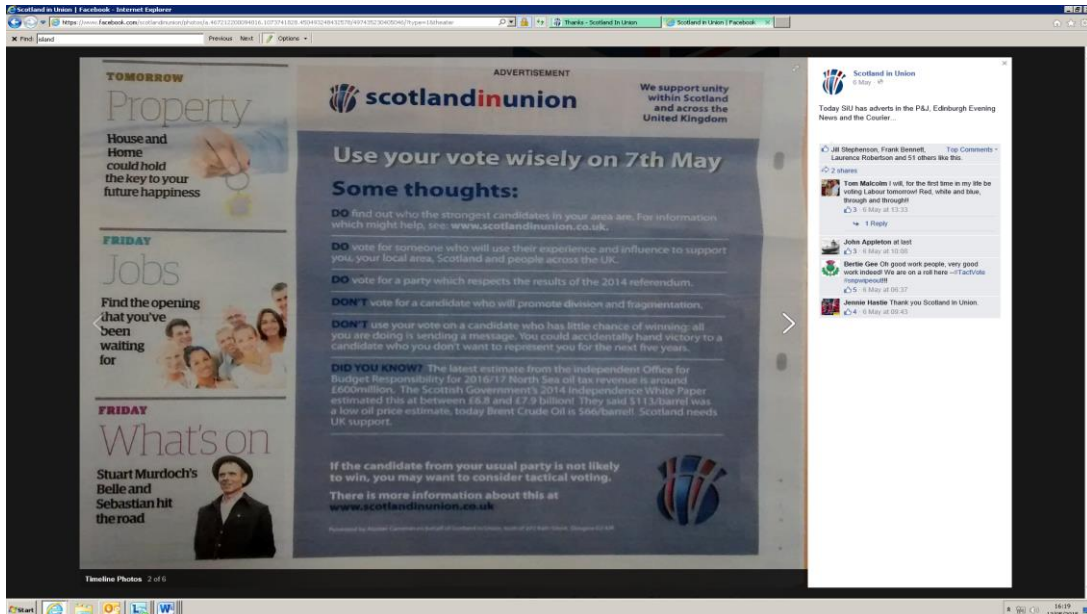 Scotland in Union | Facebook - Internet Explorer
Thanks - Scotland In Union
Scotland in Union | Facebook
Find: island
Previous Next Options
TOMORROW
Property
House and
Home
could hold
the key to your
future happiness
FRIDAY
Jobs
Find the opening
that you've
been
waiting
for
FRIDAY
What's on
Stuart Murdoch's
Belle and
Sebastian hit
the road
ADVERTISEMENT
scotlandinunion
We support unity
within Scotland
and across the
United Kingdom
Use your vote wisely on 7th May
Some thoughts:
DO find out who the strongest candidates in your area are. For information
which might help, see: www.scotlandinunion.co.uk.
DO vote for someone who will use their experience and influence to support
you, your local area, Scotland and people across the UK.
DO vote for a party which respects the results of the 2014 referendum.
DON'T vote for a candidate who will promote division and fragmentation.
DON'T use your vote on a candidate who has little chance of winning: all
you are doing is sending a message. You could accidentally hand victory to a
candidate who you don't want to represent you for the next five years.
DID YOU KNOW? The latest estimate from the independent Office for
Budget Responsibility for 2016/17 North Sea oil tax revenue is around
£600million. The Scottish Government's 2014 Independence White Paper
estimated this at between £6.8 and £7.9 billion! They said $113/barrel was
a low oil price estimate, today Brent Crude Oil is $66/barrel! Scotland needs
UK support.
If the candidate from your usual party is not likely
to win, you may want to consider tactical voting.
There is more information about this at
www.scotlandinunion.co.uk
Timeline Photos 2 of 6
Scotland in Union
6 May
Today SiU has adverts in the P&J, Edinburgh Evening
News and the Courier...
Jill Stephenson, Frank Bennett,
Laurence Robertson and 51 others like this.
Top Comments
2 shares
Tom Malcolm I will, for the first time in my life be
voting Labour tomorrow! Red, white and blue,
through and through!!
3 · 6 May at 13:33
1 Reply
John Appleton at last
3 · 6 May at 10:08
Bertie Gee Oh good work people, very good
work indeed! We are on a roll here --#TactVote
#snpwipeout!!!
5 · 6 May at 06:37
Jennie Hastie Thank you Scotland In Union.
4 · 6 May at 09:43
Start
16:19